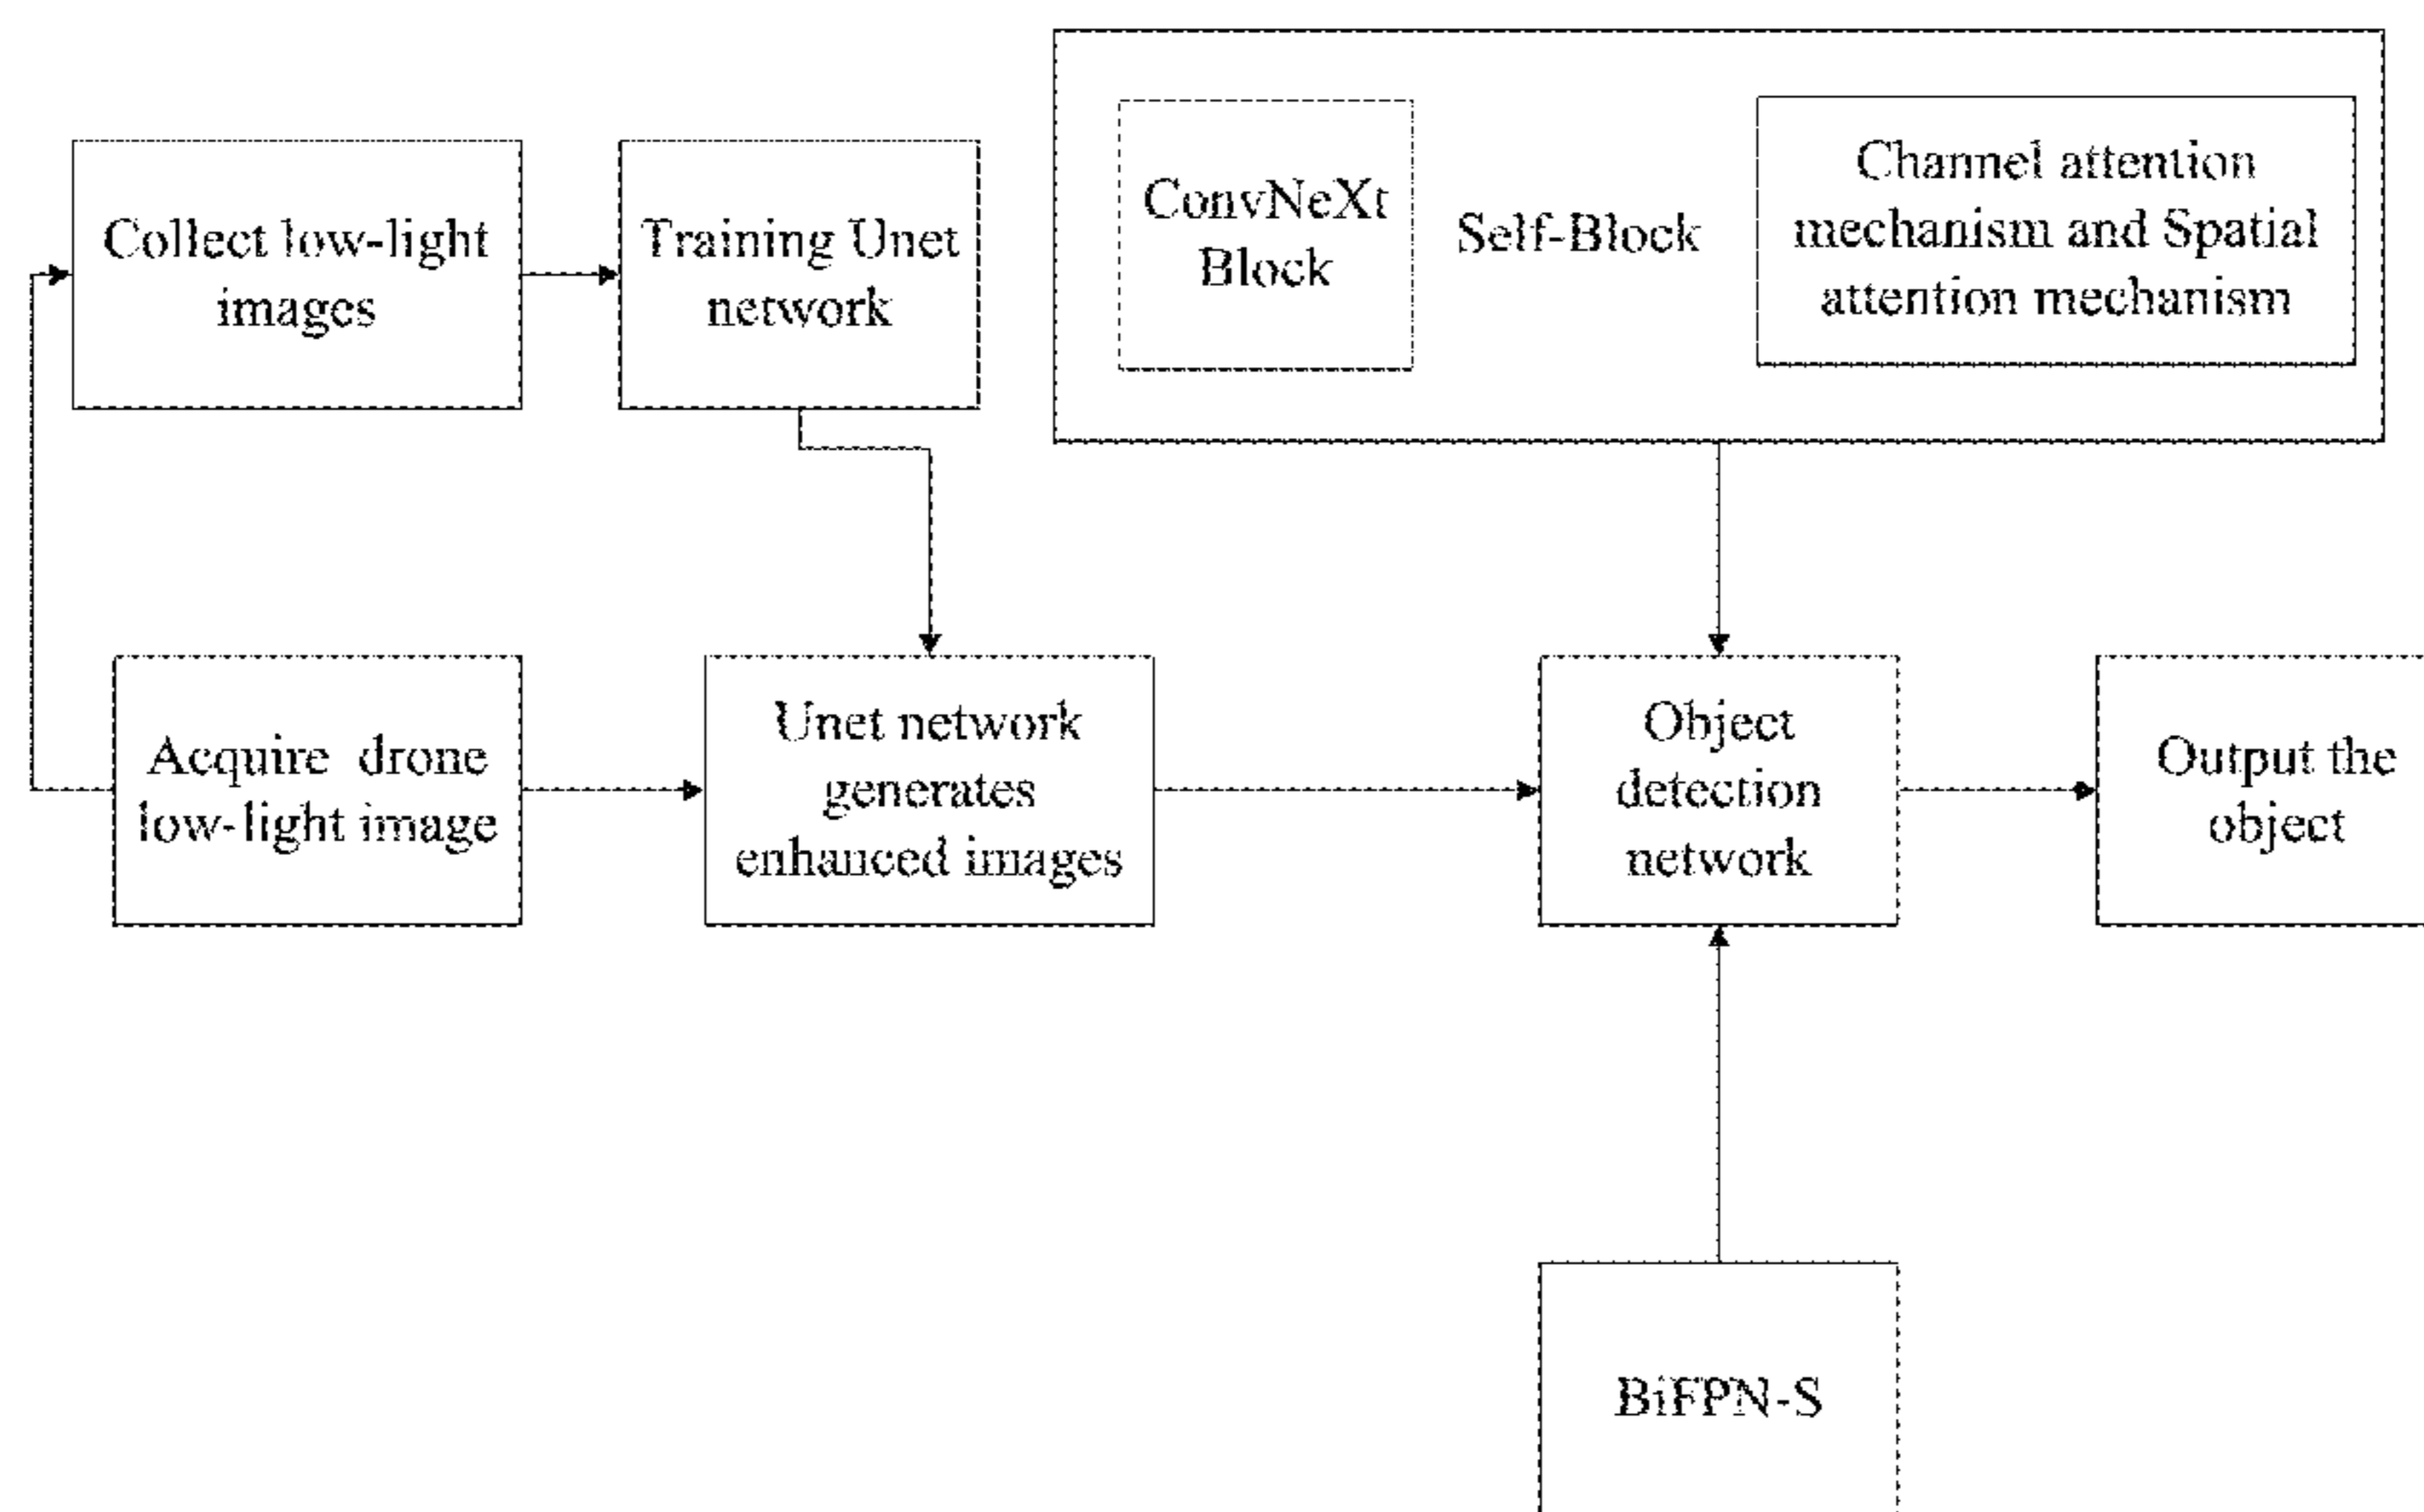 Collect low-light
images
Training Unet
network
ConvNeXt
Block
Self-Block
Channel attention
mechanism and Spatial
attention mechanism
Acquire drone
low-light image
Unet network
generates
enhanced images
Object
detection
network
Output the
object
BiFPN-S